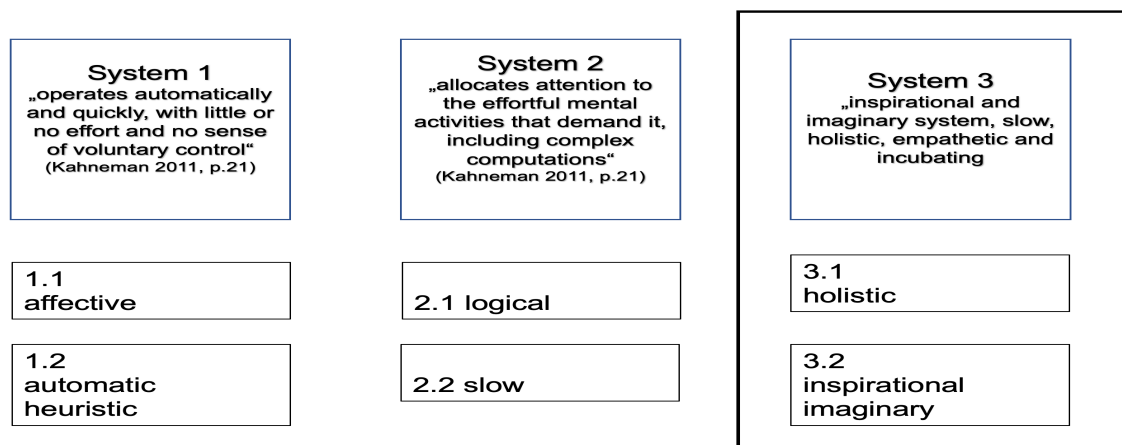 System 1
„operates automatically
and quickly, with little or
no effort and no sense
of voluntary control“
(Kahneman 2011, p.21)
1.1
affective
1.2
automatic
heuristic
System 2
„allocates attention to
the effortful mental
activities that demand it,
including complex
computations“
(Kahneman 2011, p.21)
2.1 logical
2.2 slow
System 3
„inspirational and
imaginary system, slow,
holistic, empathetic and
incubating
3.1
holistic
3.2
inspirational
imaginary